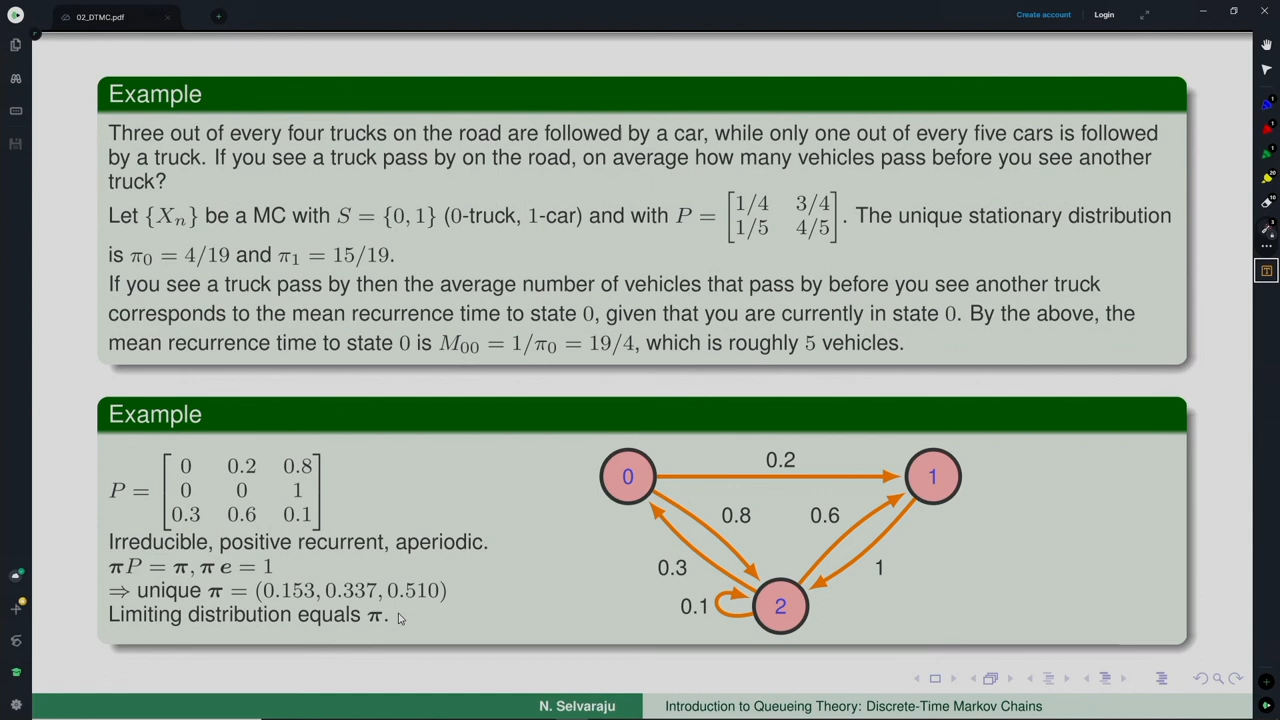 02_DTMC.pdf
Create account
Login
Example
Three out of every four trucks on the road are followed by a car, while only one out of every five cars is followed
by a truck. If you see a truck pass by on the road, on average how many vehicles pass before you see another
truck?
Let {Xₙ} be a MC with S = {0, 1} (0-truck, 1-car) and with P = [1/4 3/4; 1/5 4/5]. The unique stationary distribution
is π₀ = 4/19 and π₁ = 15/19.
If you see a truck pass by then the average number of vehicles that pass by before you see another truck
corresponds to the mean recurrence time to state 0, given that you are currently in state 0. By the above, the
mean recurrence time to state 0 is M₀₀ = 1/π₀ = 19/4, which is roughly 5 vehicles.
Example
P = [0 0.2 0.8; 0 0 1; 0.3 0.6 0.1]
Irreducible, positive recurrent, aperiodic.
πP = π, π e = 1
⇒ unique π = (0.153, 0.337, 0.510)
Limiting distribution equals π.
0
0.2
1
0.8
0.6
0.3
1
0.1
2
N. Selvaraju
Introduction to Queueing Theory: Discrete-Time Markov Chains